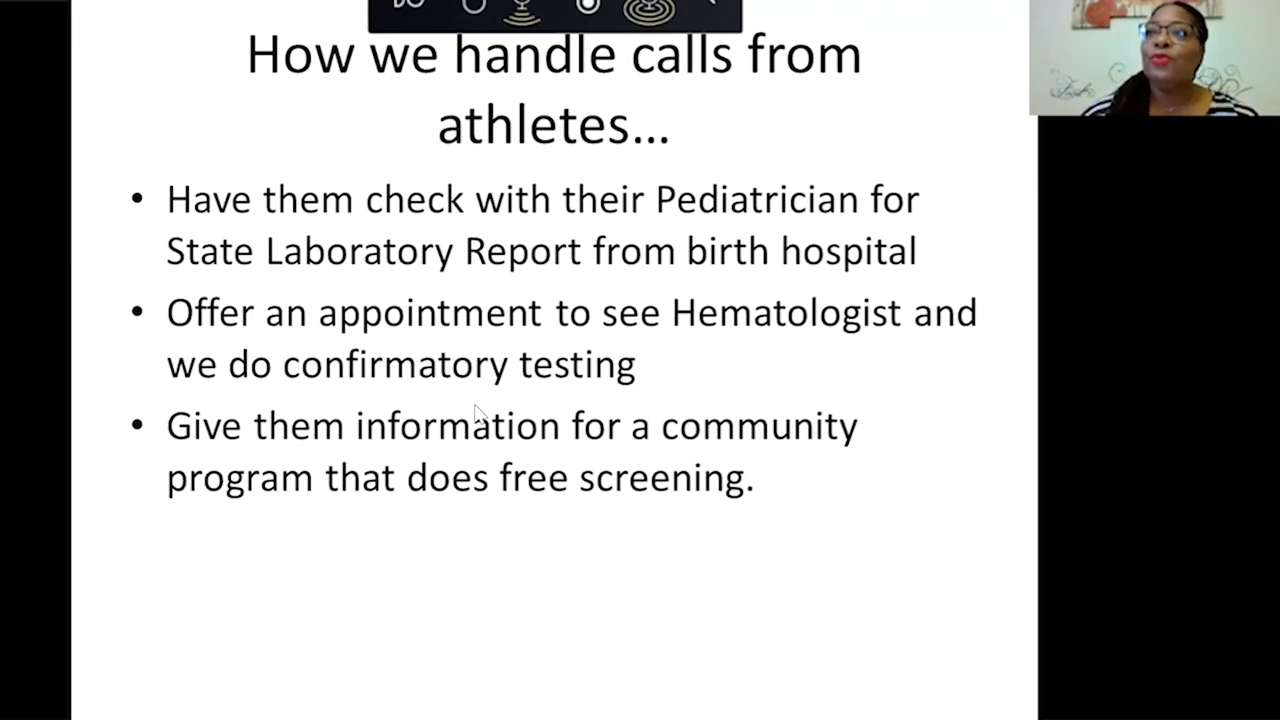 How we handle calls from
athletes…
• Have them check with their Pediatrician for
State Laboratory Report from birth hospital
• Offer an appointment to see Hematologist and
we do confirmatory testing
• Give them information for a community
program that does free screening.